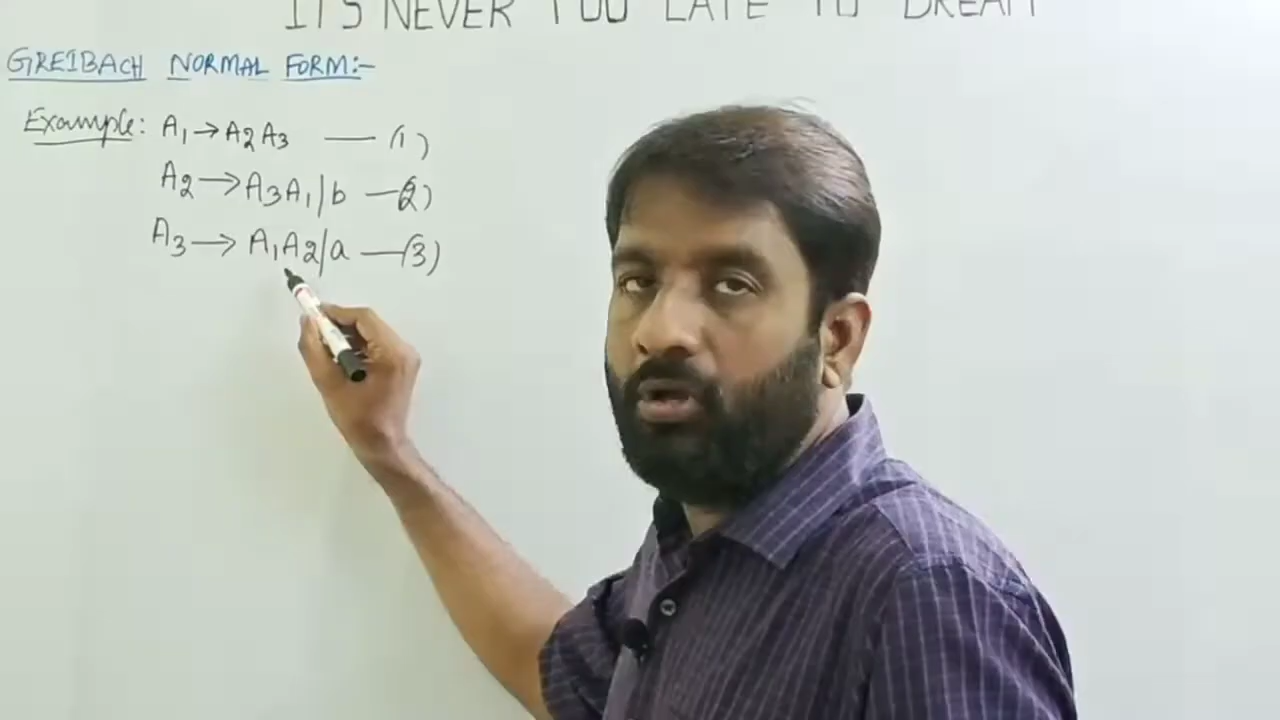 IT'S NEVER TOO LATE TO DREAM
GREIBACH NORMAL FORM:-
Example: A1→A2A3 — (1)
A2→A3A1/b —(2)
A3→A1A2/a —(3)